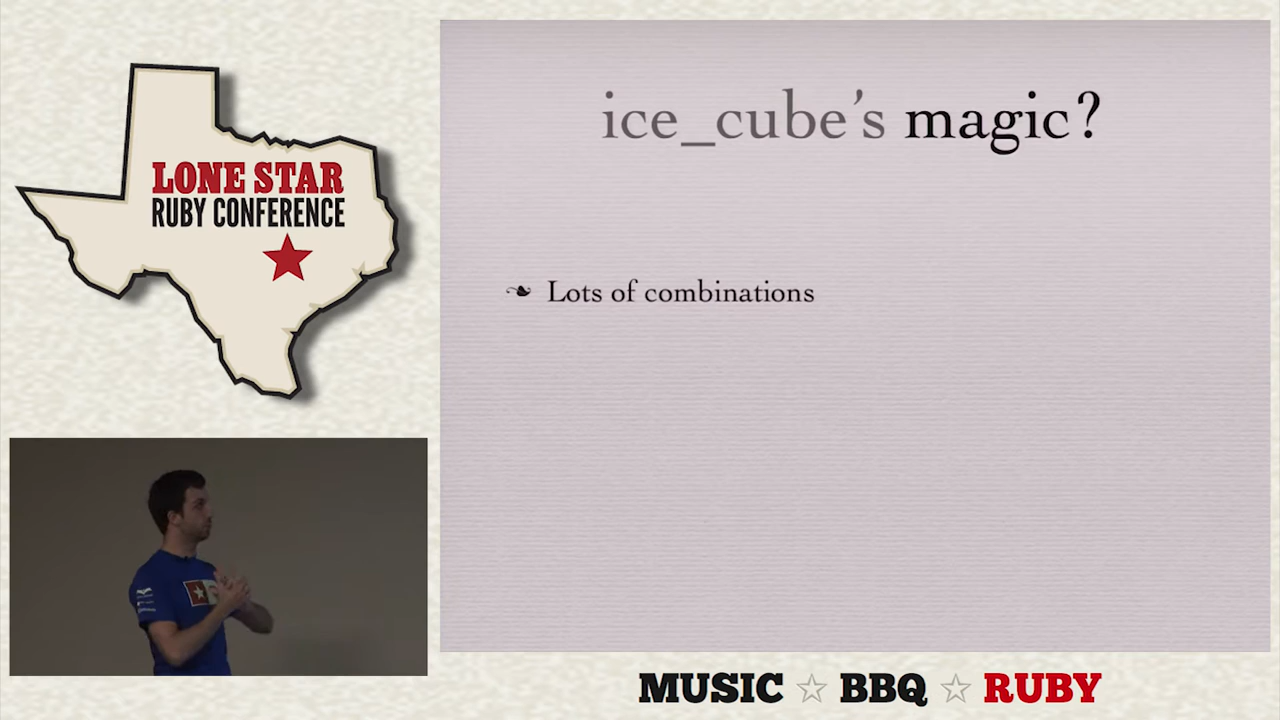 LONE STAR
RUBY CONFERENCE
ice_cube’s magic?
Lots of combinations
MUSIC ☆ BBQ ☆ RUBY